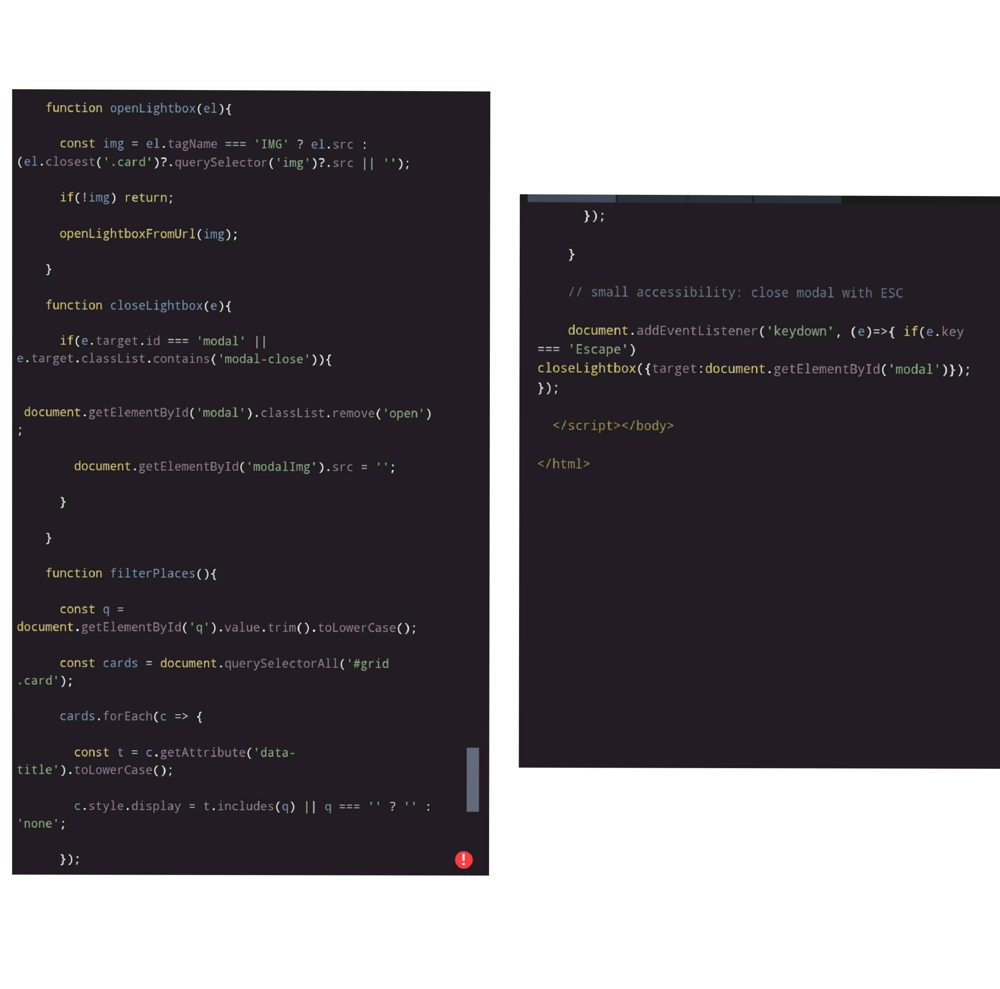 function openLightbox(el){
const img = el.tagName === 'IMG' ? el.src :
(el.closest('.card')?.querySelector('img')?.src || '');
if(!img) return;
openLightboxFromUrl(img);
}
function closeLightbox(e){
if(e.target.id === 'modal' ||
e.target.classList.contains('modal-close')){
document.getElementById('modal').classList.remove('open')
;
document.getElementById('modalImg').src = '';
}
}
function filterPlaces(){
const q =
document.getElementById('q').value.trim().toLowerCase();
const cards = document.querySelectorAll('#grid
.card');
cards.forEach(c => {
const t = c.getAttribute('data-
title').toLowerCase();
c.style.display = t.includes(q) || q === '' ? '' :
'none';
});
!
});
}
// small accessibility: close modal with ESC
document.addEventListener('keydown', (e)=>{ if(e.key
=== 'Escape')
closeLightbox({target:document.getElementById('modal')});
});
</script></body>
</html>